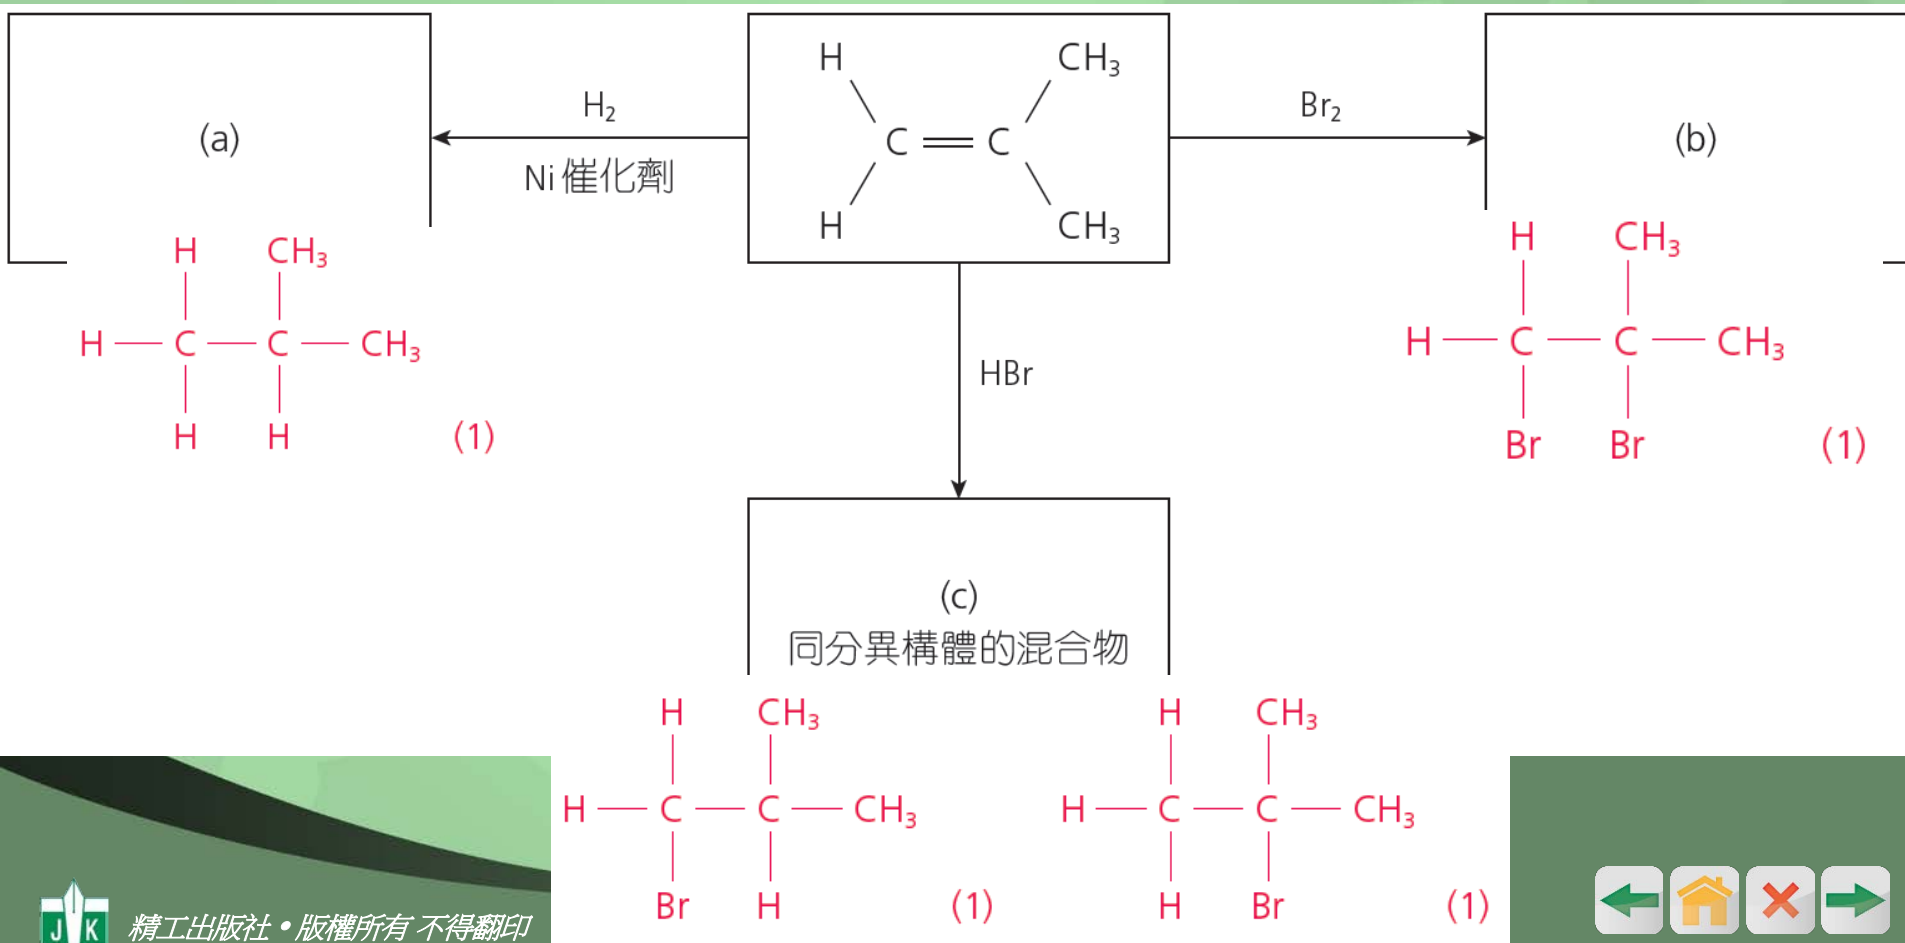 H CH₃
H₂ Br₂
(a) C C (b)
Ni 催化劑
H CH₃
H CH₃ H CH₃
H C C CH₃ H C C CH₃
HBr
H H (1) Br Br (1)
(c)
同分異構體的混合物
H CH₃ H CH₃
H C C CH₃ H C C CH₃
Br H (1) H Br (1)
J K 精工出版社•版權所有 不得翻印